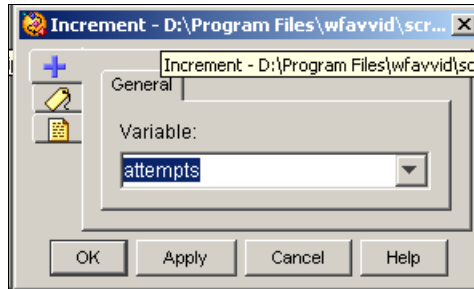 Increment - D:\Program Files\wfavvid\scr...
Increment - D:\Program Files\wfavvid\sc
General
Variable:
attempts
OK
Apply
Cancel
Help